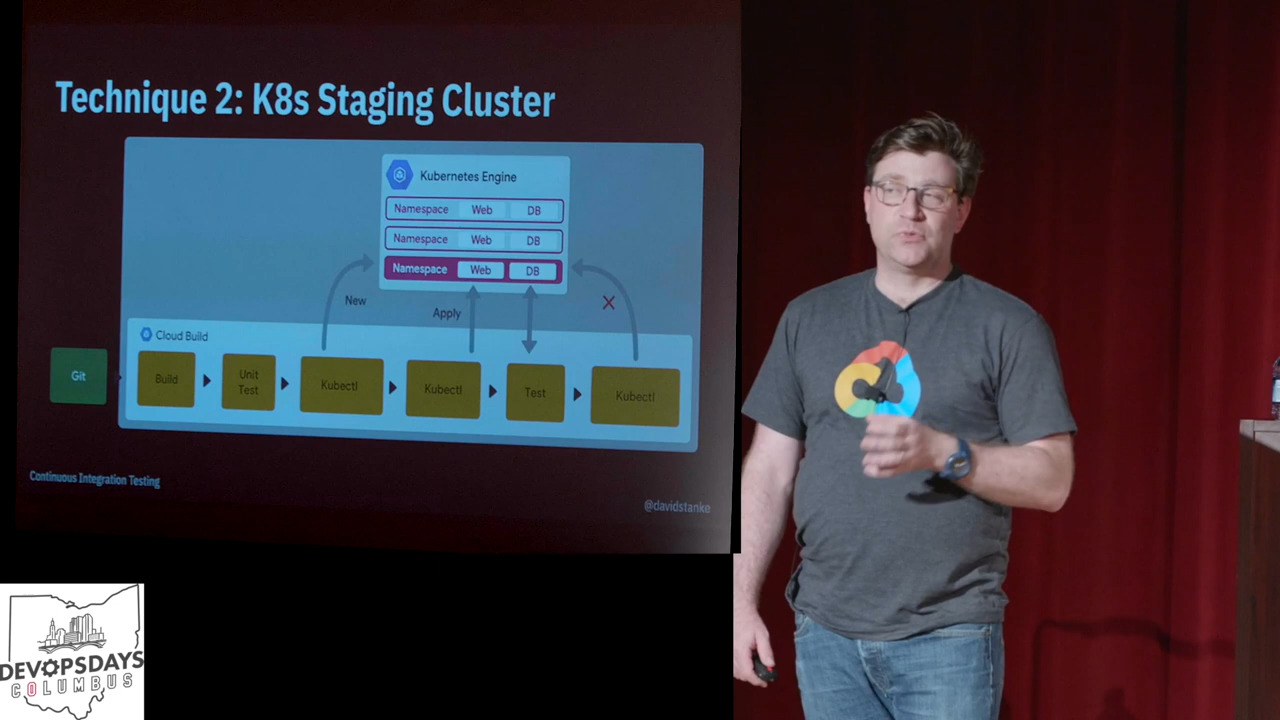 Technique 2: K8s Staging Cluster
Kubernetes Engine
Namespace Web DB
Namespace Web DB
Namespace Web DB
New
Apply
Cloud Build
Git
Build
Unit
Test
Kubectl
Kubectl
Test
Kubectl
Continuous Integration Testing
@davidstanke
DEVOPSDAYS
COLUMBUS